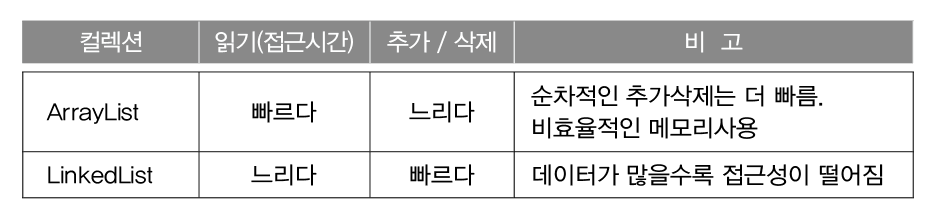 컬렉션 읽기(접근시간) 추가 / 삭제 비 고
ArrayList 빠르다 느리다 순차적인 추가삭제는 더 빠름.
비효율적인 메모리사용
LinkedList 느리다 빠르다 데이터가 많을수록 접근성이 떨어짐